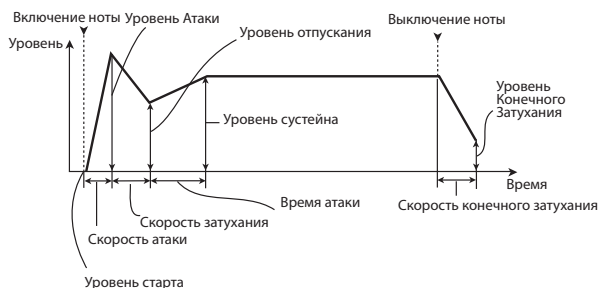 Включение ноты
Уровень Атаки
Выключение ноты
Уровень
Уровень отпускания
Уровень
Конечного
Затухания
Уровень сустейна
Время
Время атаки
Скорость конечного затухания
Скорость затухания
Скорость атаки
Уровень старта